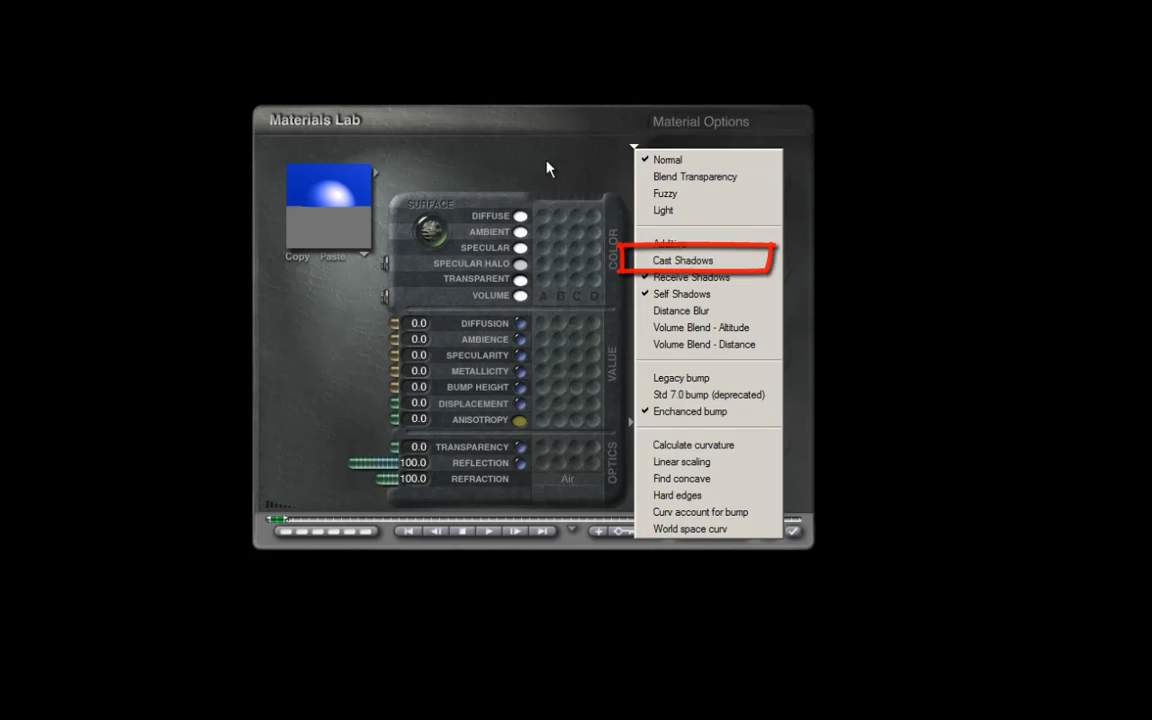 Materials Lab
Material Options
Normal
Blend Transparency
Fuzzy
Light
Additive
Cast Shadows
Receive Shadows
Self Shadows
Distance Blur
Volume Blend - Altitude
Volume Blend - Distance
Legacy bump
Std 7.0 bump (deprecated)
Enchanced bump
Calculate curvature
Linear scaling
Find concave
Hard edges
Curv account for bump
World space curv
Copy Paste
SURFACE
DIFFUSE
AMBIENT
SPECULAR
SPECULAR HALO
TRANSPARENT
VOLUME
A B C D
COLOR
0.0 DIFFUSION
0.0 AMBIENCE
0.0 SPECULARITY
0.0 METALLICITY
0.0 BUMP HEIGHT
0.0 DISPLACEMENT
0.0 ANISOTROPY
VALUE
0.0 TRANSPARENCY
100.0 REFLECTION
100.0 REFRACTION
Air
OPTICS